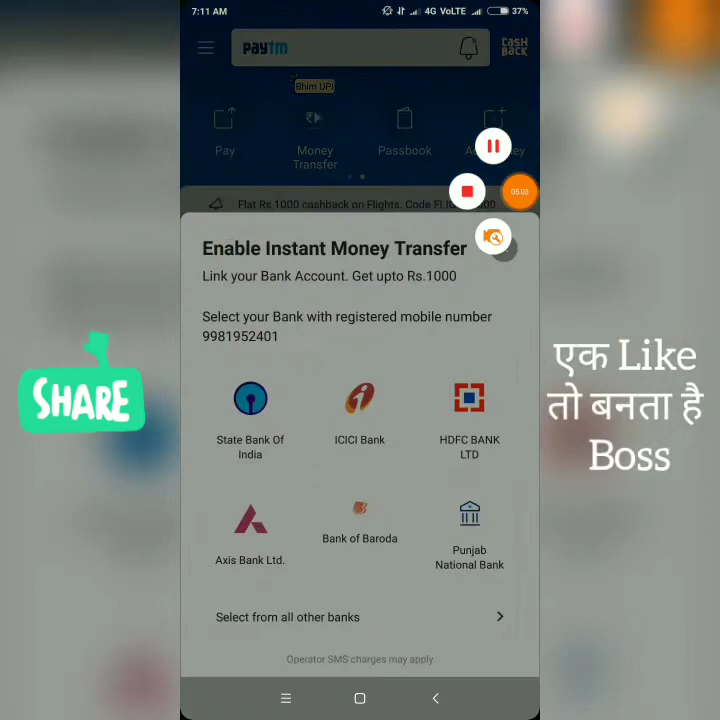 7:11 AM
4G VoLTE
37%
paytm
CASH
BACK
Bhim UPI
Pay
Money
Transfer
Passbook
05:03
Flat Rs 1000 cashback on Flights. Code
Enable Instant Money Transfer
Link your Bank Account. Get upto Rs.1000
Select your Bank with registered mobile number
9981952401
State Bank Of
India
ICICI Bank
HDFC BANK
LTD
Axis Bank Ltd.
Bank of Baroda
Punjab
National Bank
Select from all other banks
Operator SMS charges may apply
SHARE
एक Like
तो बनता है
Boss